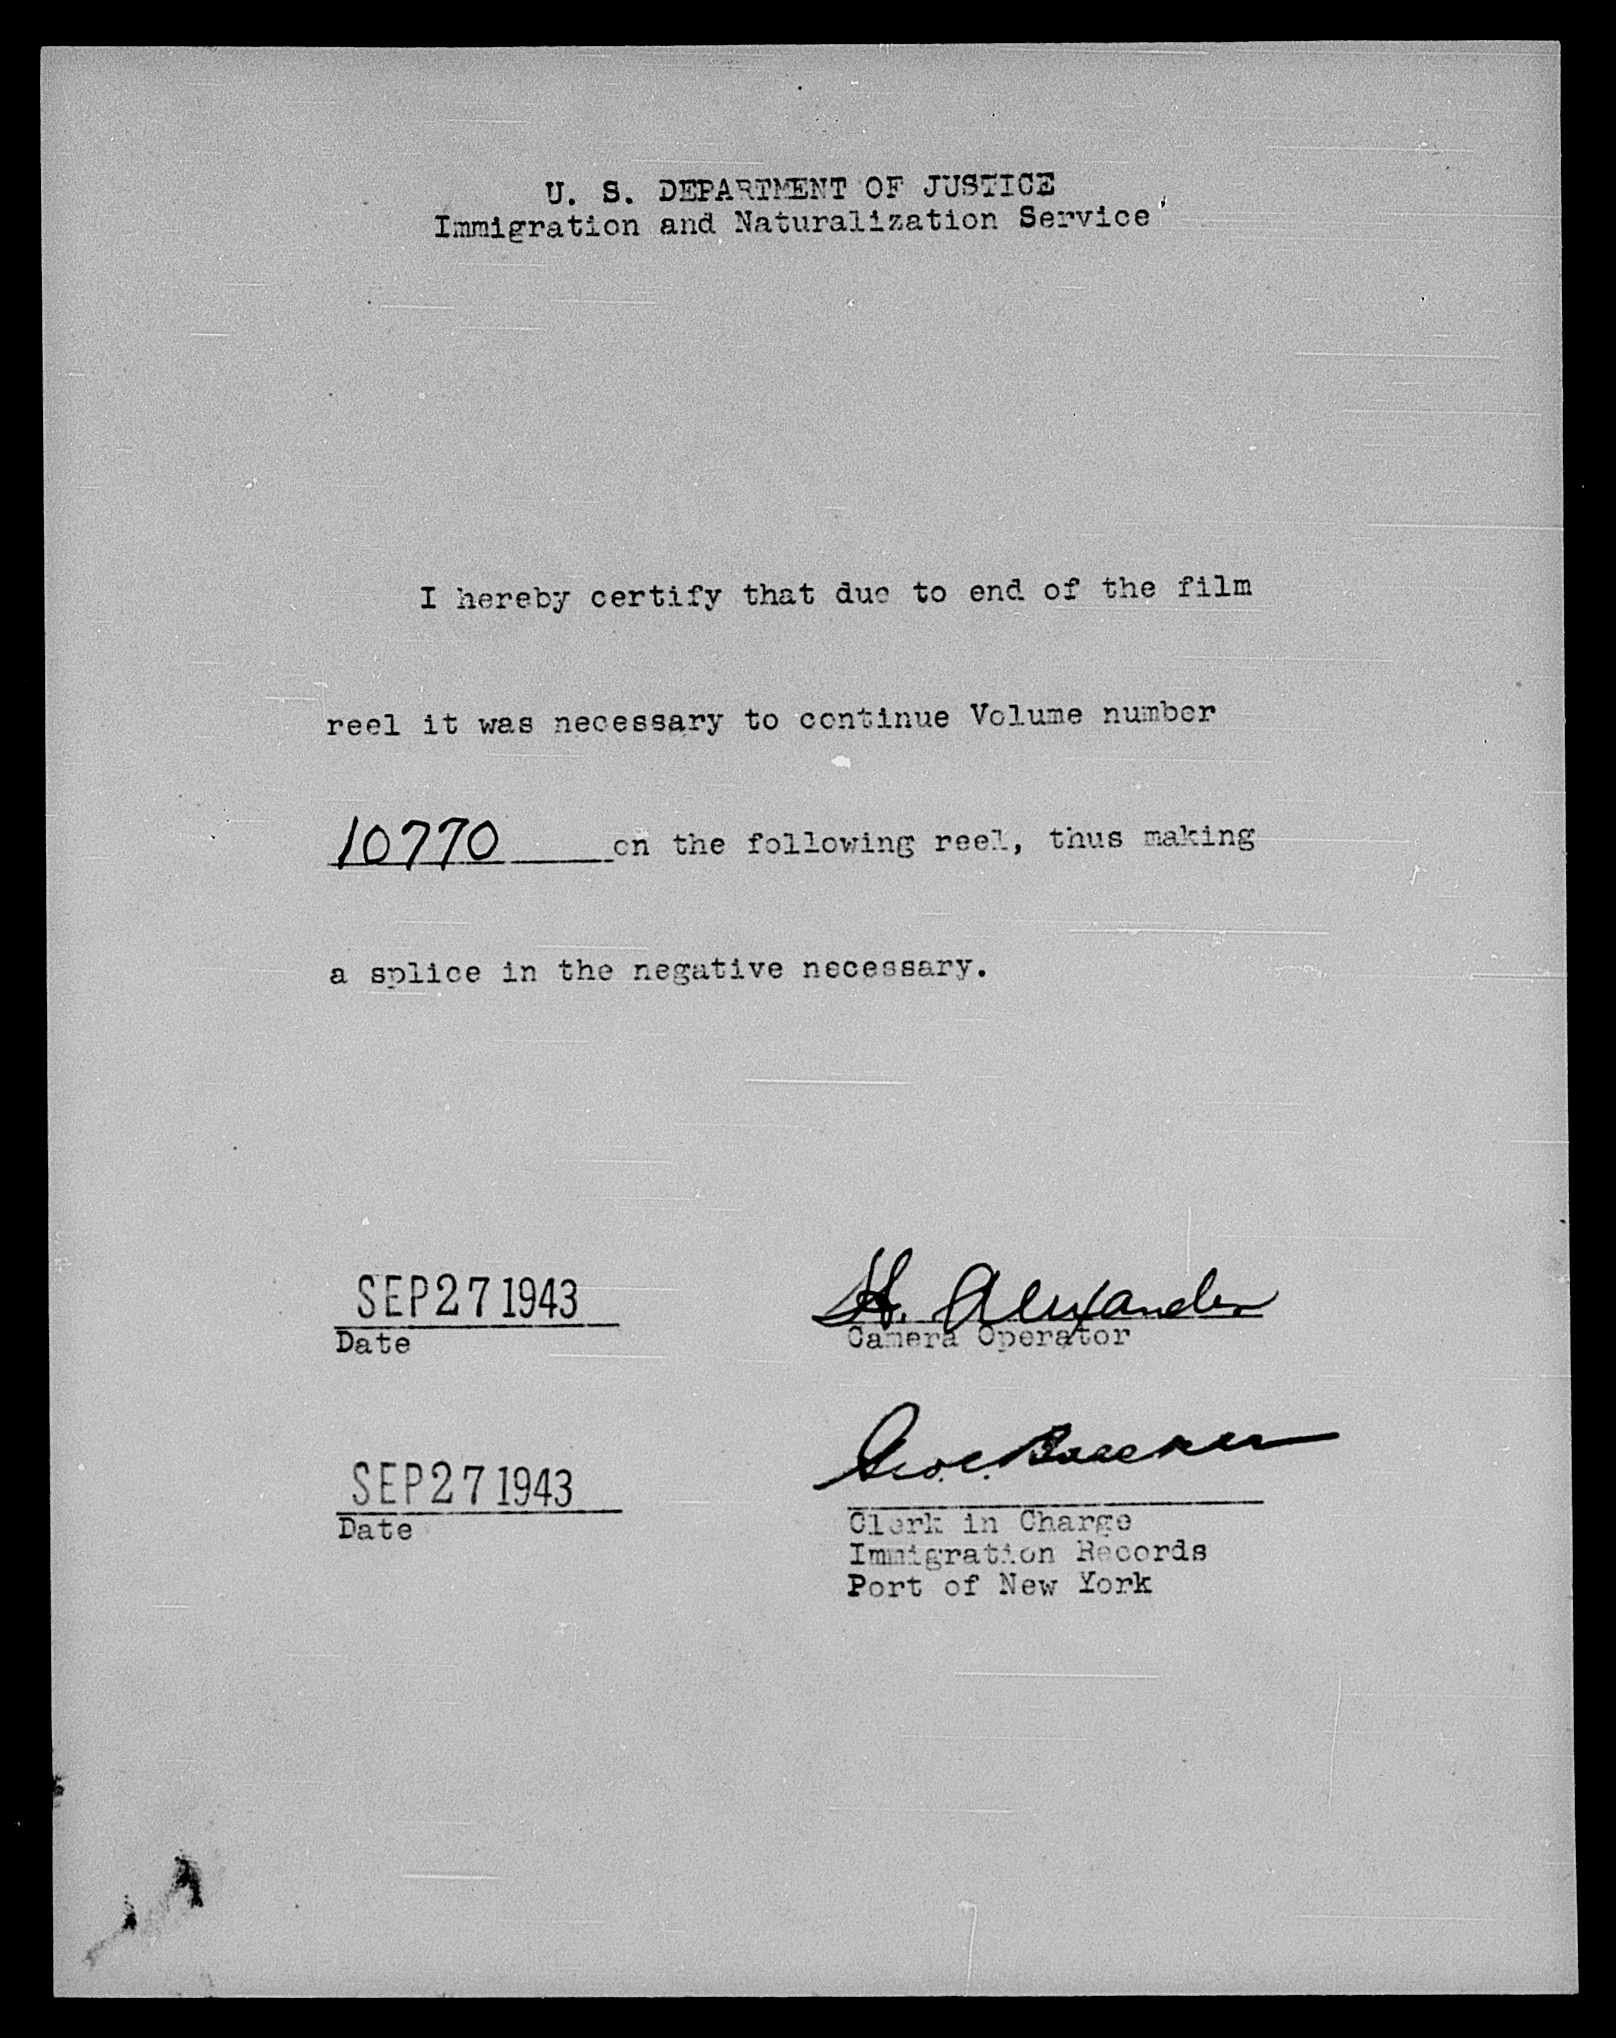 U. S. DEPARTMENT OF JUSTICE
Immigration and Naturalization Service
I hereby certify that due to end of the film
reel it was necessary to continue Volume number
10770 on the following reel, thus making
a splice in the negative necessary.
SEP 27 1943
H. Alexander
Date
Camera Operator
SEP 27 1943
Geo. C.
Date
Clerk in Charge
Immigration Records
Port of New York